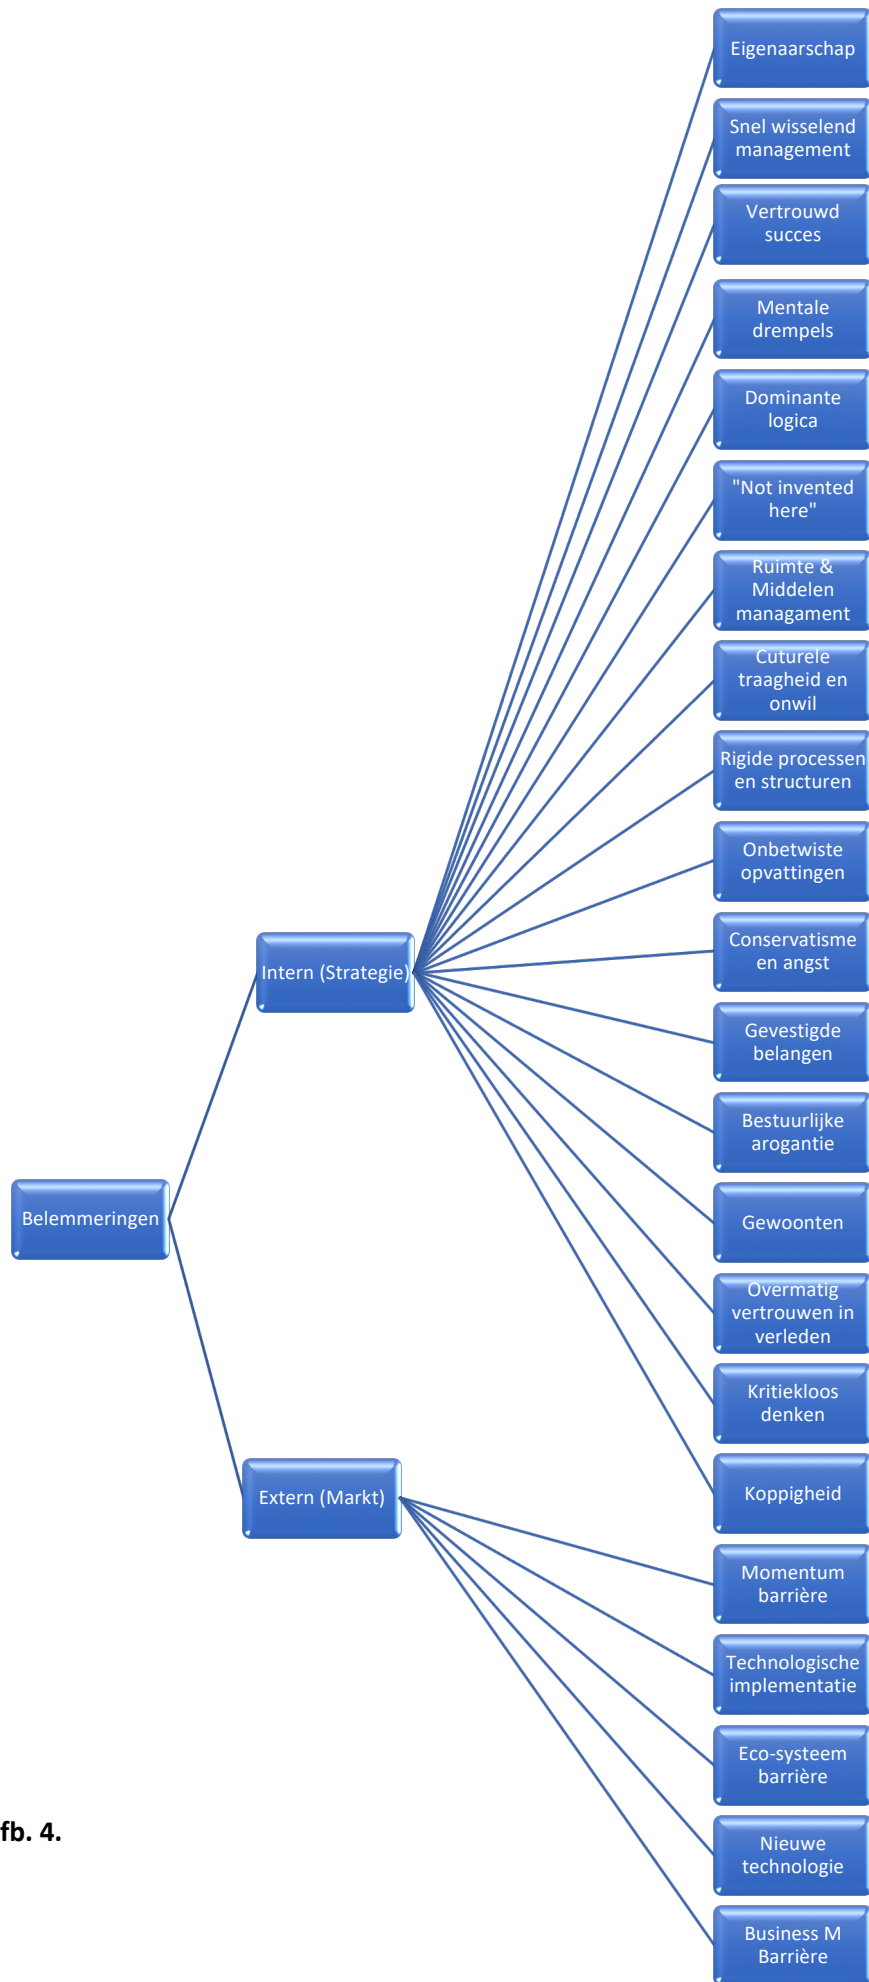 Eigenaarschap
Snel wisselend
management
Vertrouwd
succes
Mentale
drempels
Dominante
logica
"Not invented
here"
Ruimte &
Middelen
managament
Cuturele
traagheid en
onwil
Rigide processen
en structuren
Onbetwiste
opvattingen
Conservatisme
en angst
Intern (Strategie)
Gevestigde
belangen
Bestuurlijke
arogantie
Belemmeringen
Gewoonten
Overmatig
vertrouwen in
verleden
Kritiekloos
denken
Koppigheid
Extern (Markt)
Momentum
barrière
Technologische
implementatie
Eco-systeem
barrière
fb. 4.
Nieuwe
technologie
Business M
Barrière